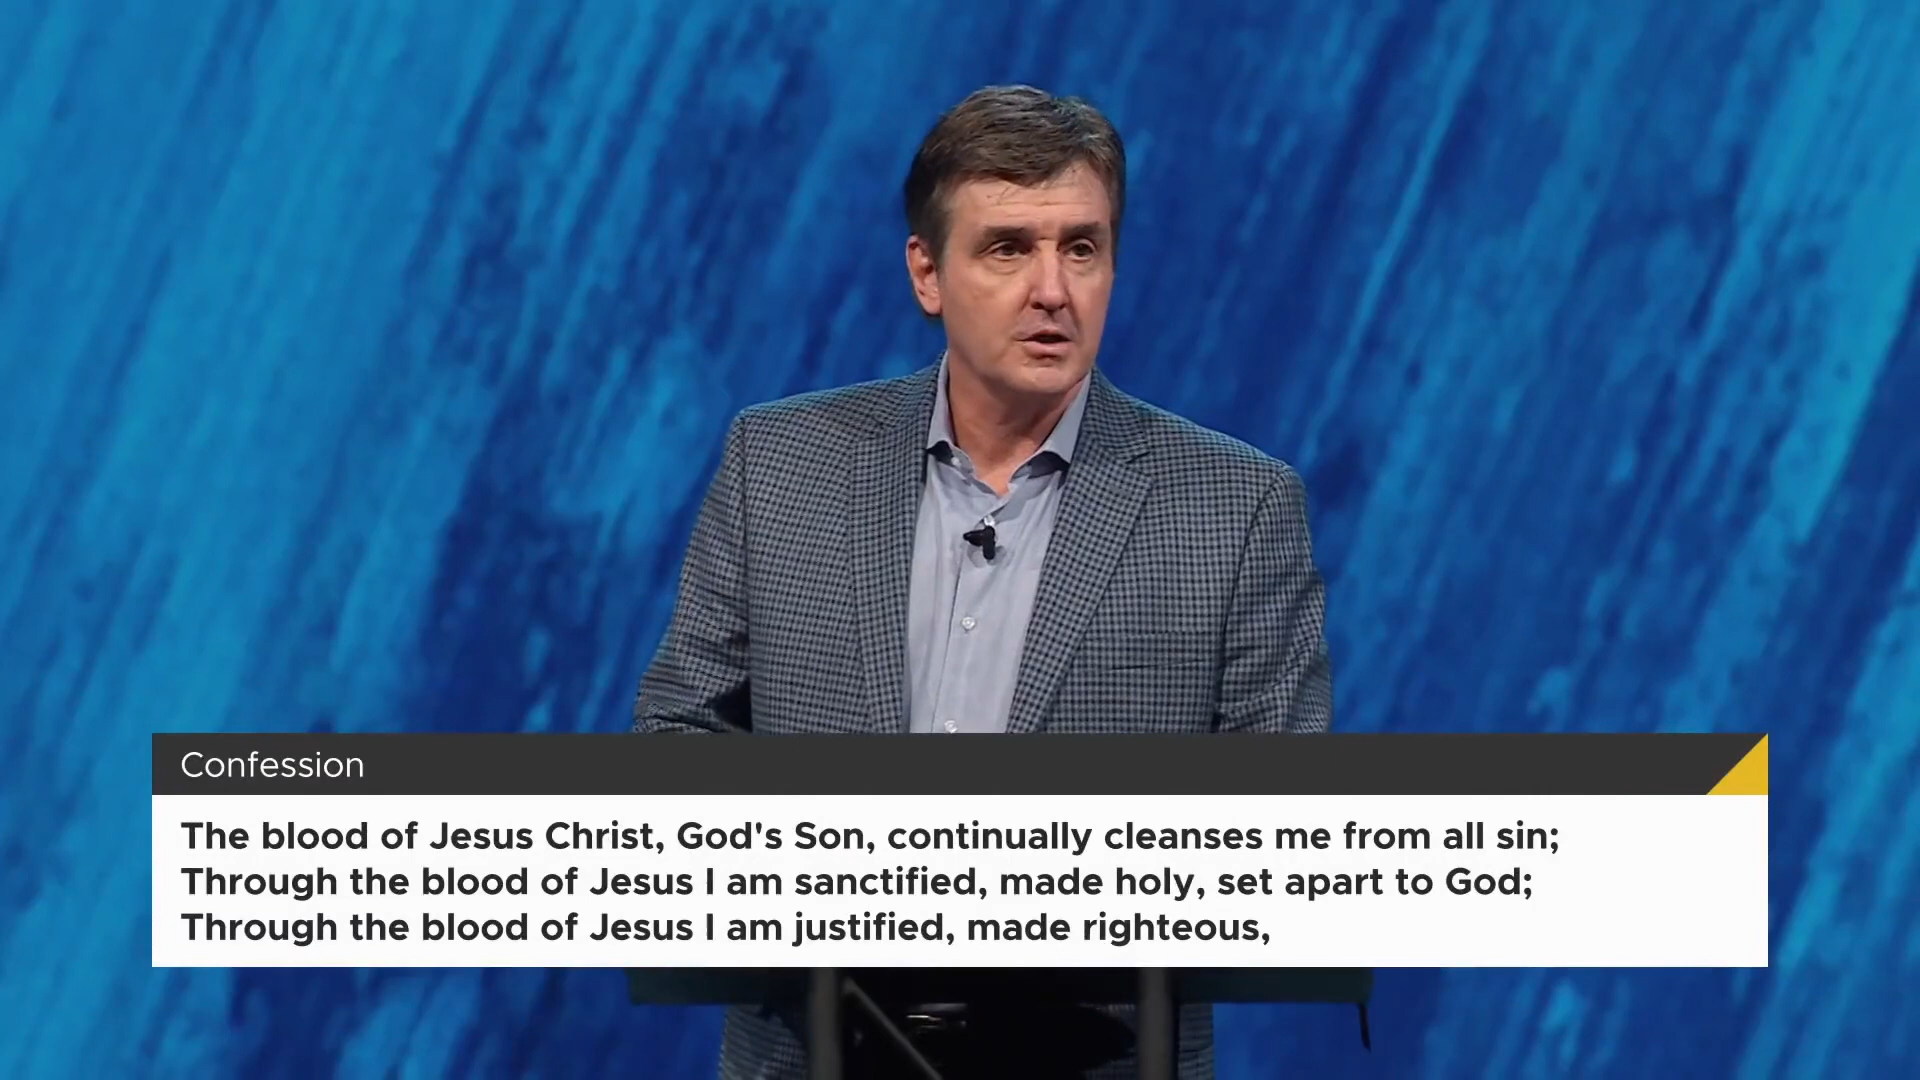 Confession
The blood of Jesus Christ, God's Son, continually cleanses me from all sin;
Through the blood of Jesus I am sanctified, made holy, set apart to God;
Through the blood of Jesus I am justified, made righteous,